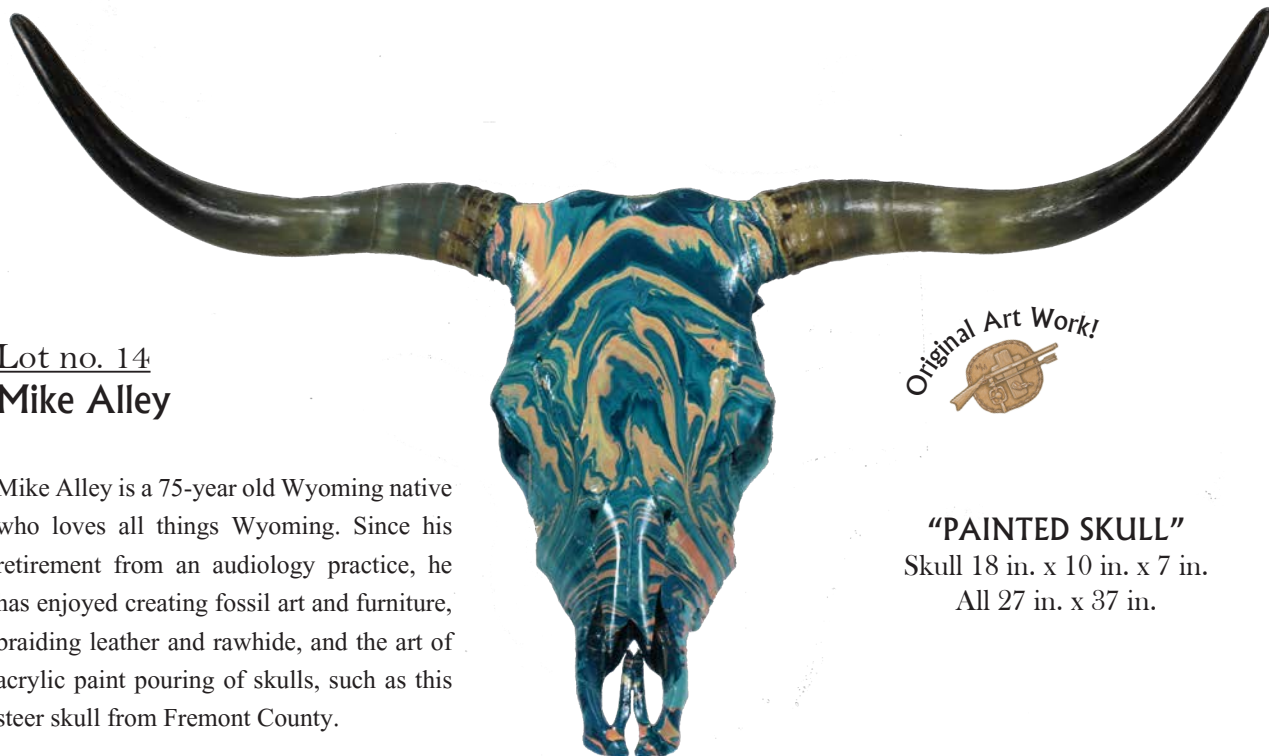 Lot no. 14
Mike Alley
Mike Alley is a 75-year old Wyoming native
who loves all things Wyoming. Since his
retirement from an audiology practice, he
has enjoyed creating fossil art and furniture,
braiding leather and rawhide, and the art of
acrylic paint pouring of skulls, such as this
steer skull from Fremont County.
Original Art Work!
“PAINTED SKULL”
Skull 18 in. x 10 in. x 7 in.
All 27 in. x 37 in.